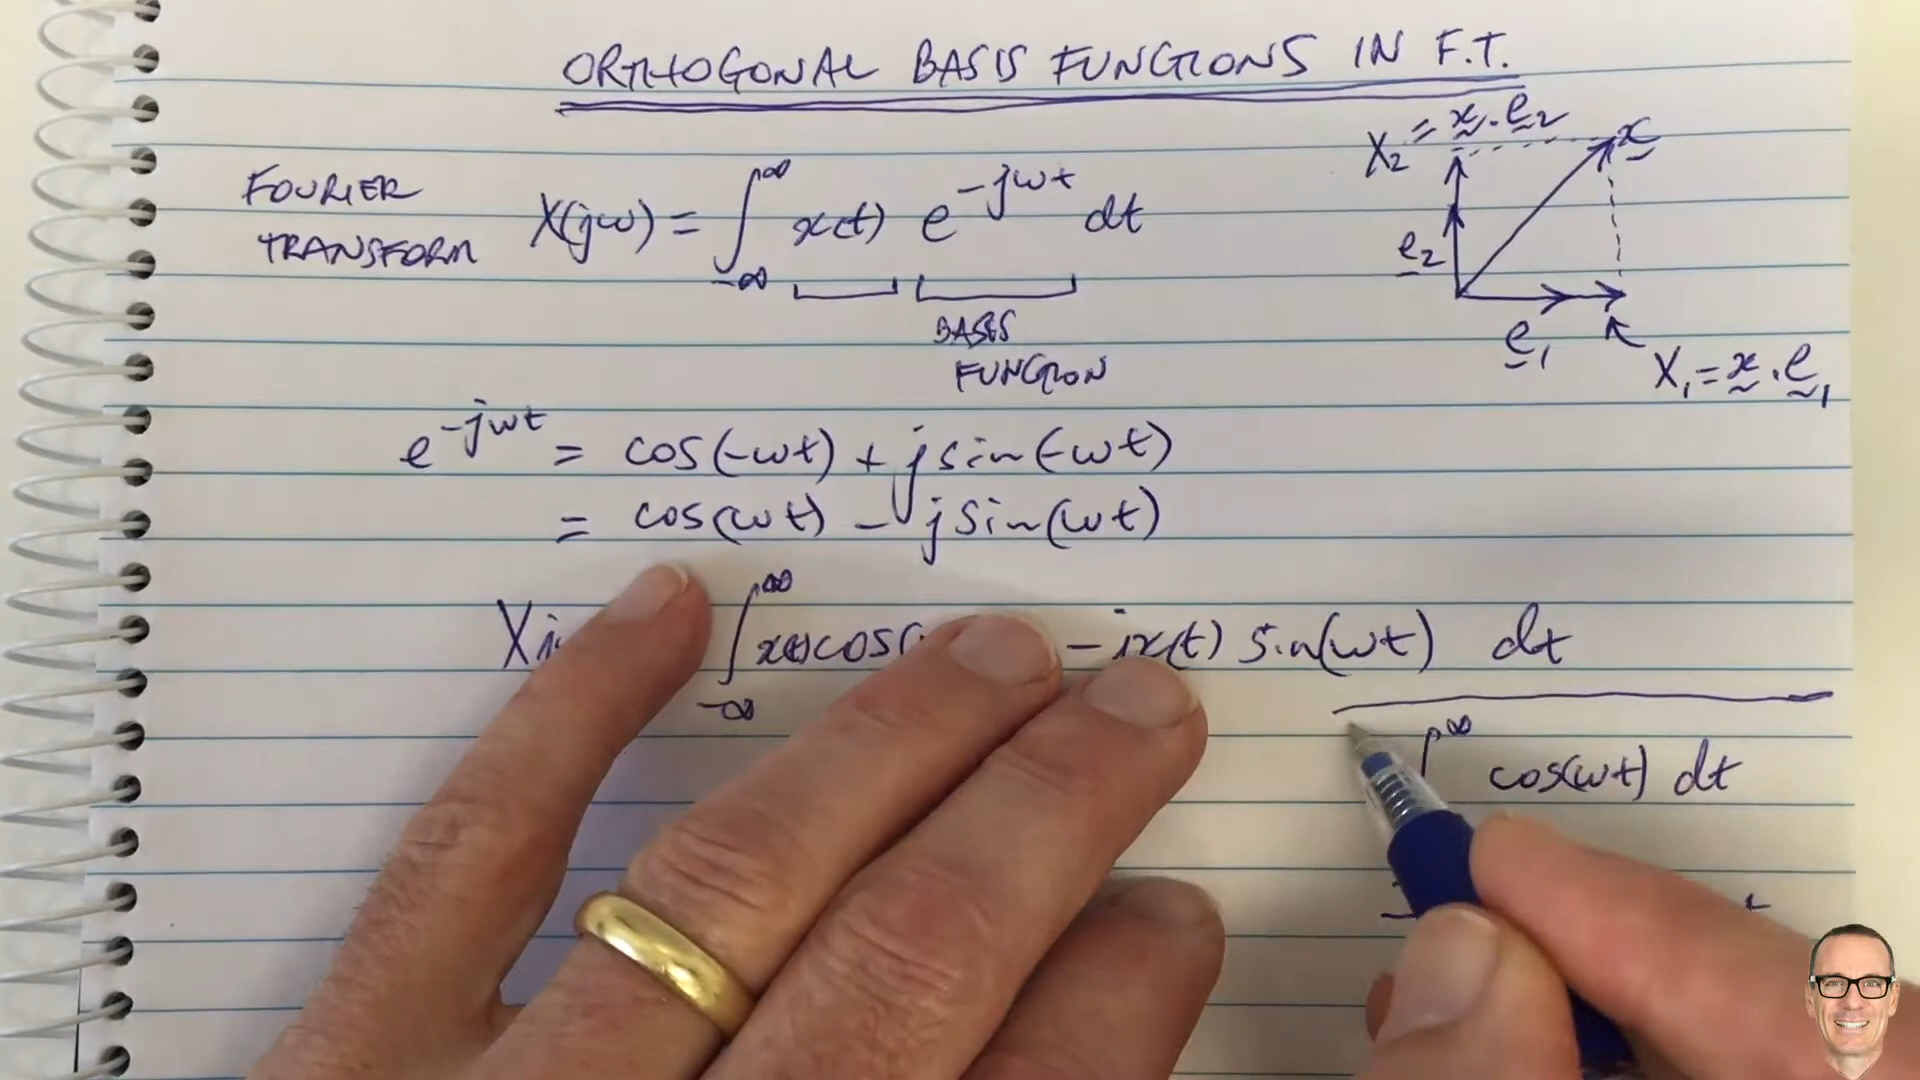 ORTHOGONAL BASIS FUNCTIONS IN F.T.
X₂ = x . e₂
x
FOURIER
TRANSFORM
X(jω) = ∫ x(t) e^-jωt dt
∞
-∞
e₂
e₁
BASIS
FUNCTION
X₁ = x . e₁
e^-jωt = cos(-ωt) + j sin(-ωt)
= cos(ωt) - j sin(ωt)
∞
∫ x(t) cos( - jx(t) sin(ωt) dt
-∞
∞
∫ cos(ωt) dt